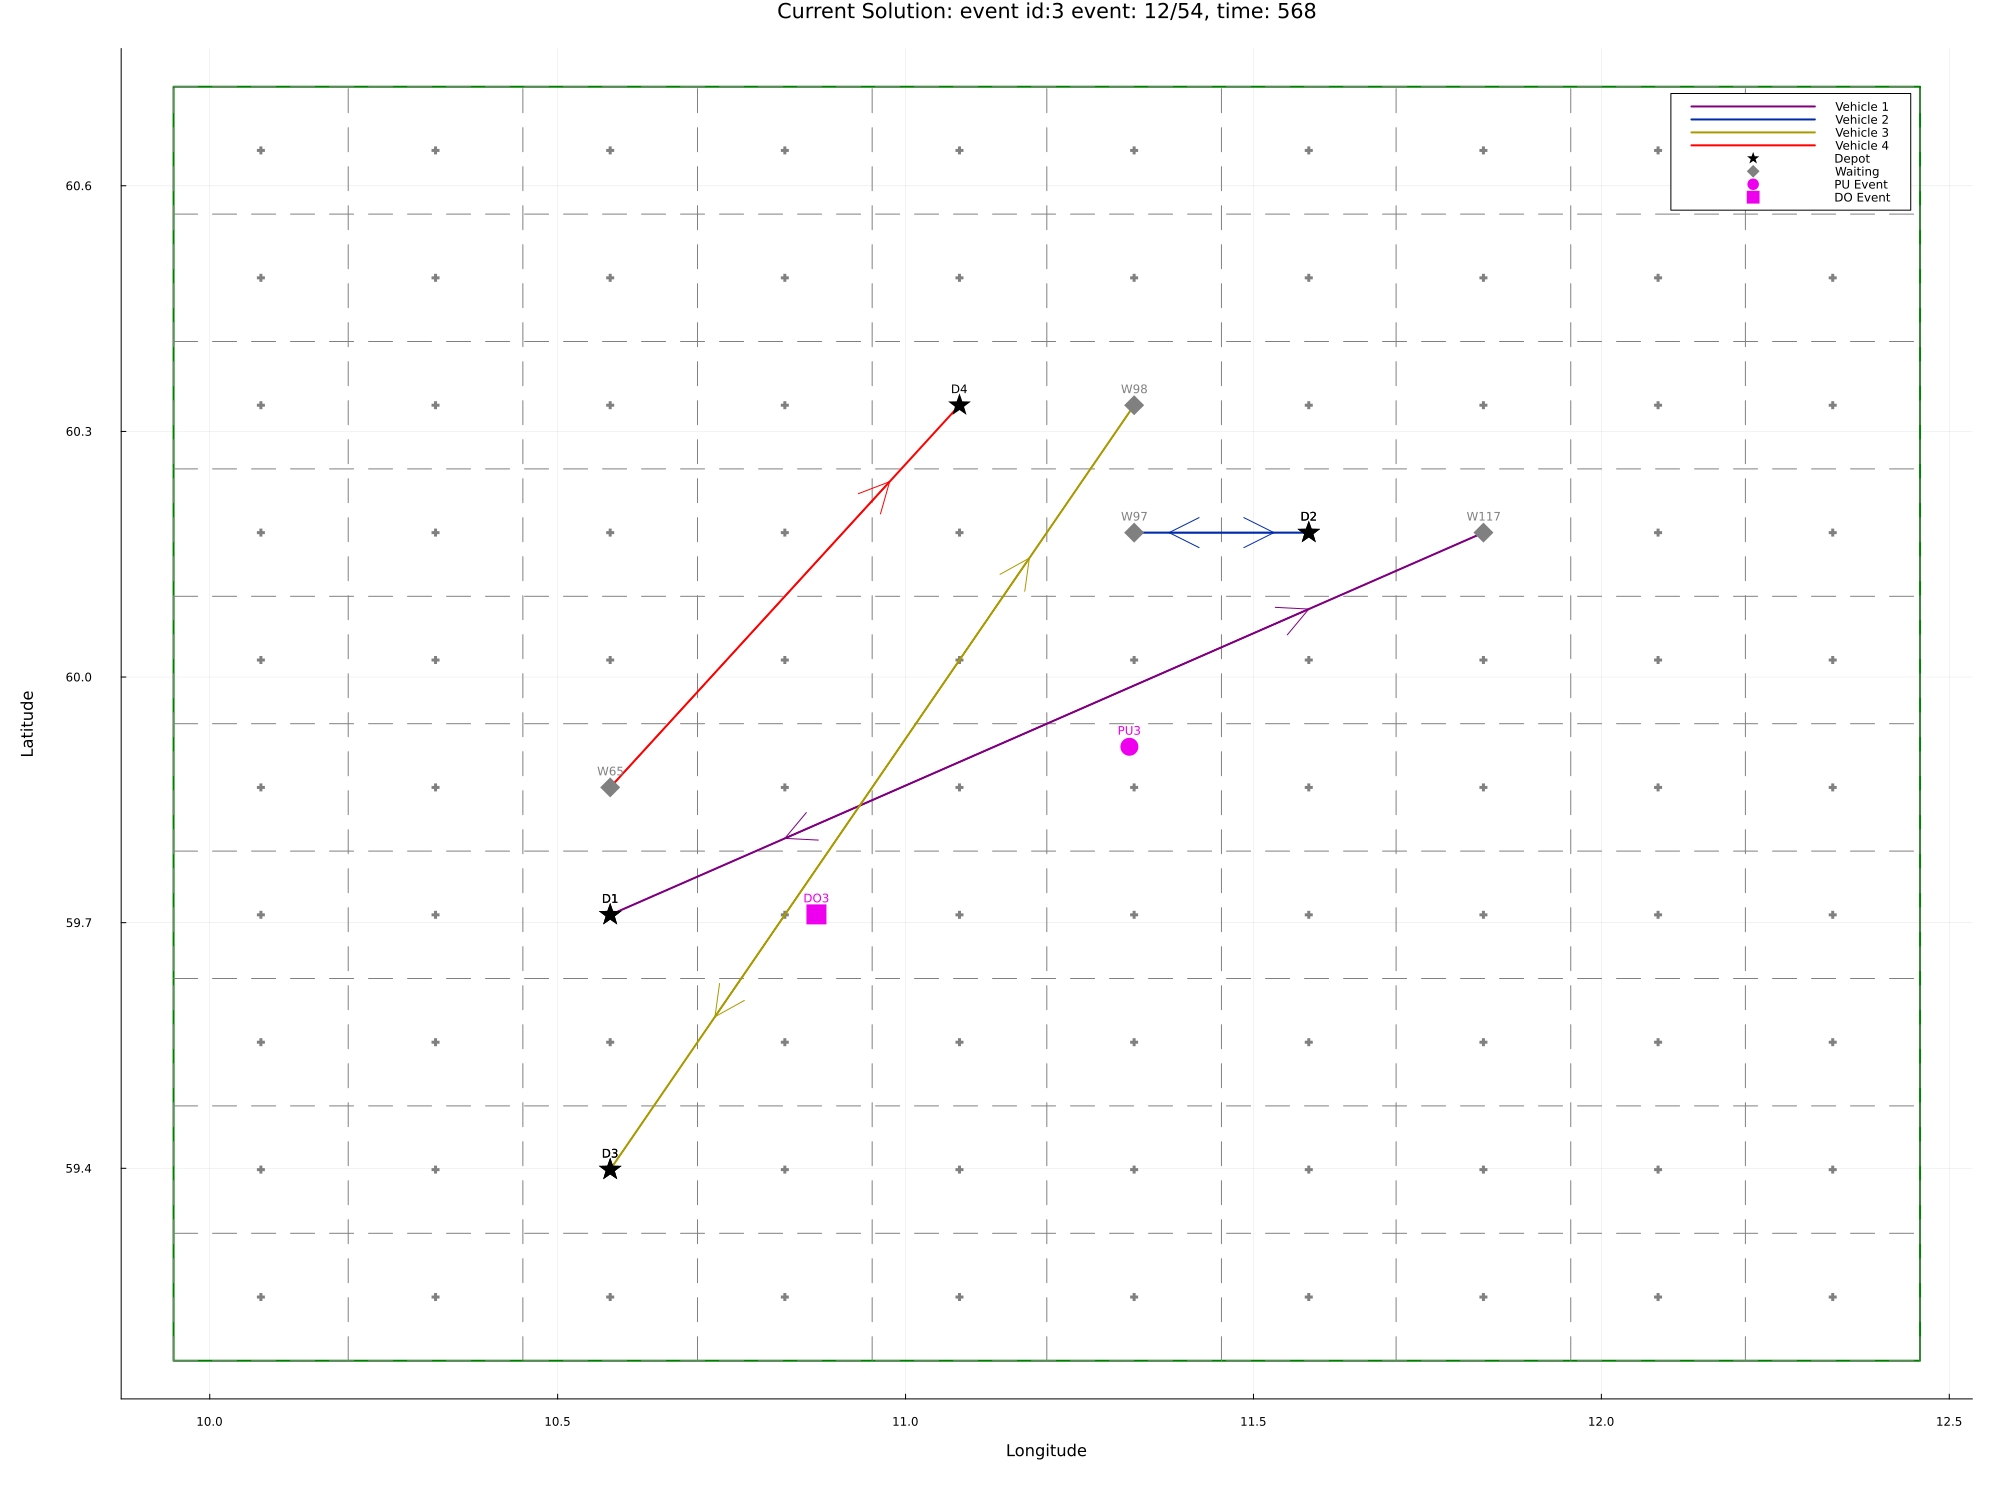 Current Solution: event id:3 event: 12/54, time: 568
Vehicle 1
Vehicle 2
Vehicle 3
Vehicle 4
Depot
Waiting
PU Event
DO Event
60.6
60.3
60.0
59.7
59.4
Latitude
D4
W98
W97
D2
W117
PU3
W65
D1
DO3
D3
10.0
10.5
11.0
11.5
12.0
12.5
Longitude